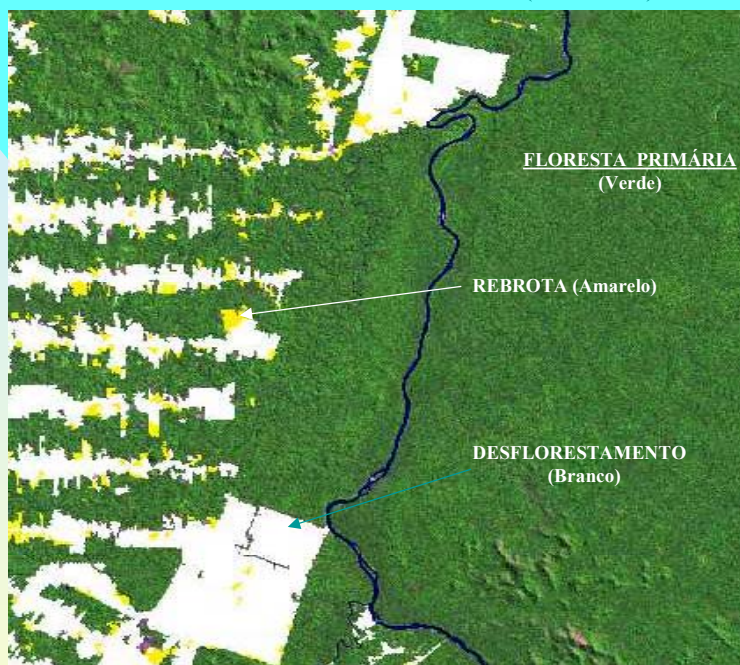 FLORESTA PRIMÁRIA
(Verde)
REBROTA (Amarelo)
DESFLORESTAMENTO
(Branco)